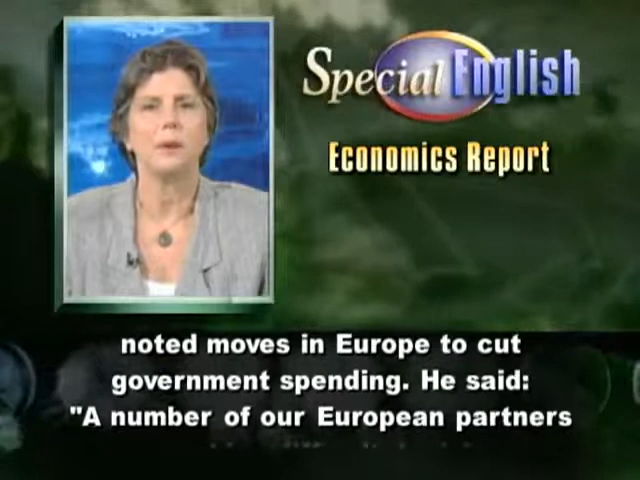 Special English
Economics Report
noted moves in Europe to cut
government spending. He said:
"A number of our European partners